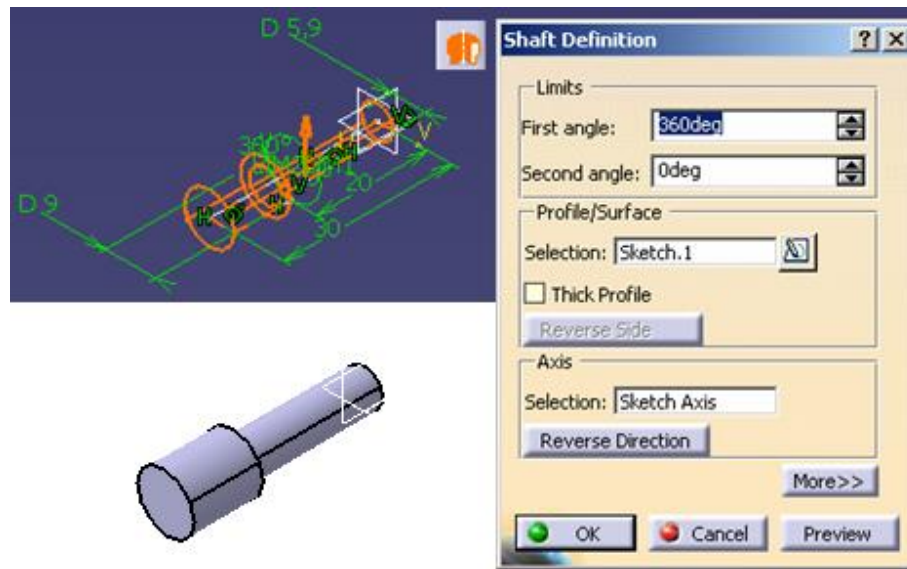 D 5,9
360°
H
V
H
V
H
20
30
D 9
Shaft Definition
Limits
First angle: 360deg
Second angle: 0deg
Profile/Surface
Selection: Sketch.1
Thick Profile
Reverse Side
Axis
Selection: Sketch Axis
Reverse Direction
More>>
OK Cancel Preview